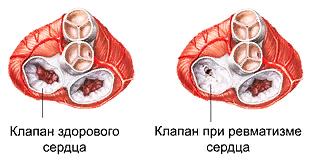 Клапан здорового
сердца
Клапан при ревматизме
сердца